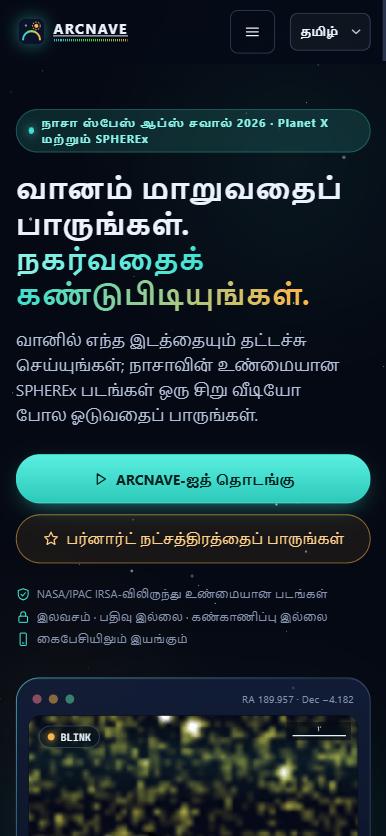 ARCNAVE
தமிழ்
நாசா ஸ்பேஸ் ஆப்ஸ் சவால் 2026 · Planet X
மற்றும் SPHEREx
வானம் மாறுவதைப்
பாருங்கள்.
நகர்வதைக்
கண்டுபிடியுங்கள்.
வானில் எந்த இடத்தையும் தட்டச்சு
செய்யுங்கள்; நாசாவின் உண்மையான
SPHEREx படங்கள் ஒரு சிறு வீடியோ
போல ஓடுவதைப் பாருங்கள்.
ARCNAVE-ஐத் தொடங்கு
பர்னார்ட் நட்சத்திரத்தைப் பாருங்கள்
NASA/IPAC IRSA-விலிருந்து உண்மையான படங்கள்
இலவசம் · பதிவு இல்லை · கண்காணிப்பு இல்லை
கைபேசியிலும் இயங்கும்
RA 189.957 · Dec −4.182
BLINK
1'